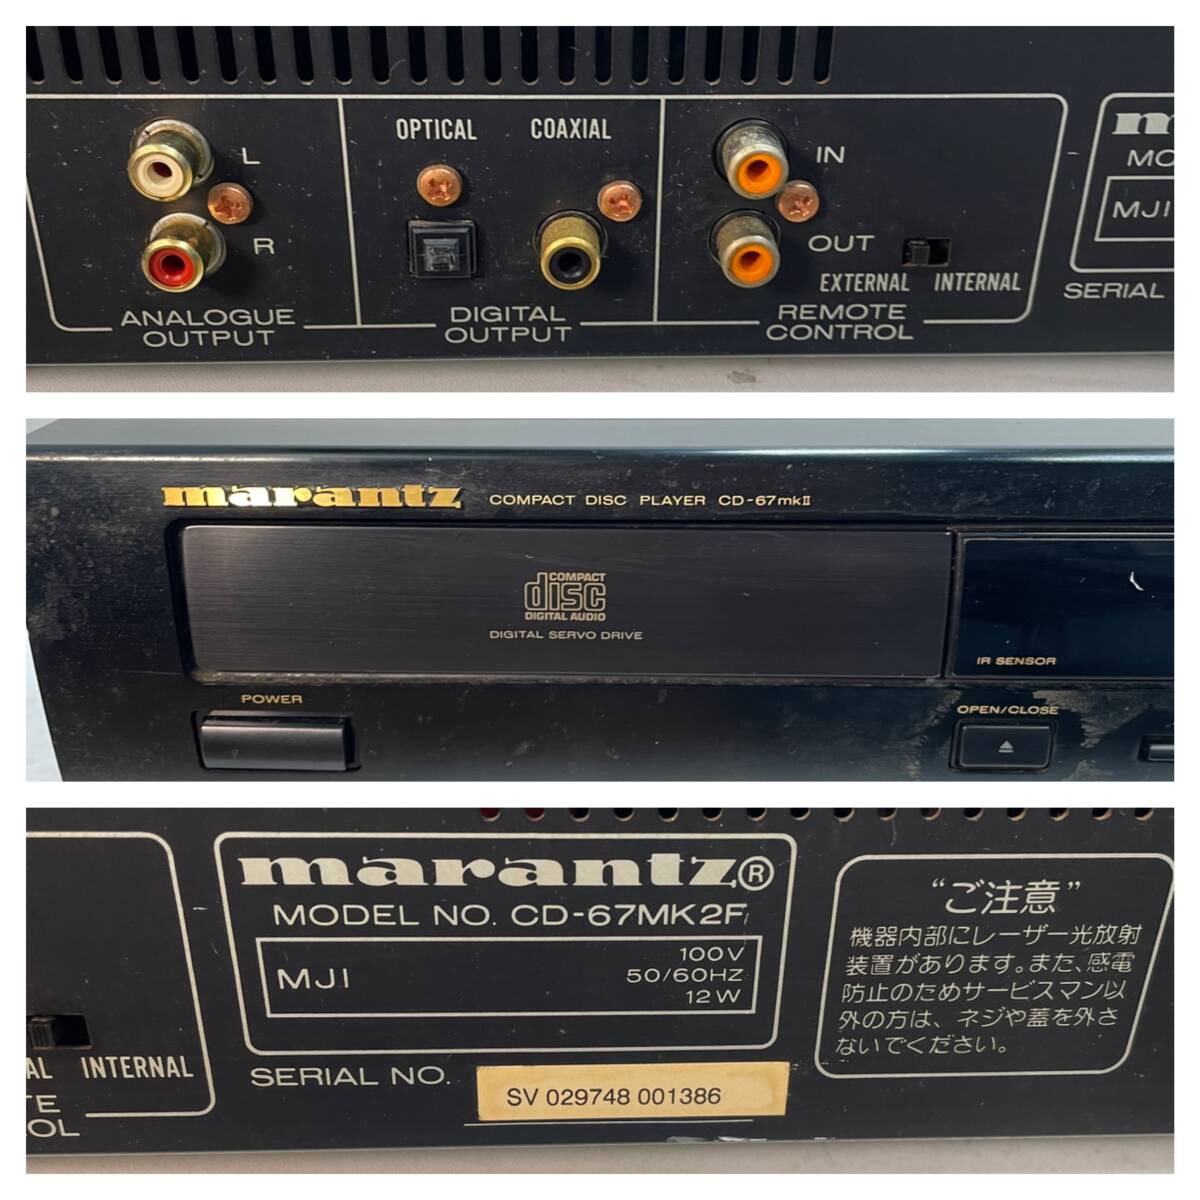 OPTICAL COAXIAL
L
R
IN
OUT
EXTERNAL INTERNAL
ANALOGUE
OUTPUT
DIGITAL
OUTPUT
REMOTE
CONTROL
MJI
SERIAL
marantz COMPACT DISC PLAYER CD-67mkII
COMPACT
disc
DIGITAL AUDIO
DIGITAL SERVO DRIVE
IR SENSOR
POWER
OPEN/CLOSE
marantz®
MODEL NO. CD-67MK2F
MJI
100V
50/60HZ
12W
SERIAL NO.
SV 029748 001386
INTERNAL
“ご注意”
機器内部にレーザー光放射
装置があります。また、感電
防止のためサービスマン以
外の方は、ネジや蓋を外さ
ないでください。